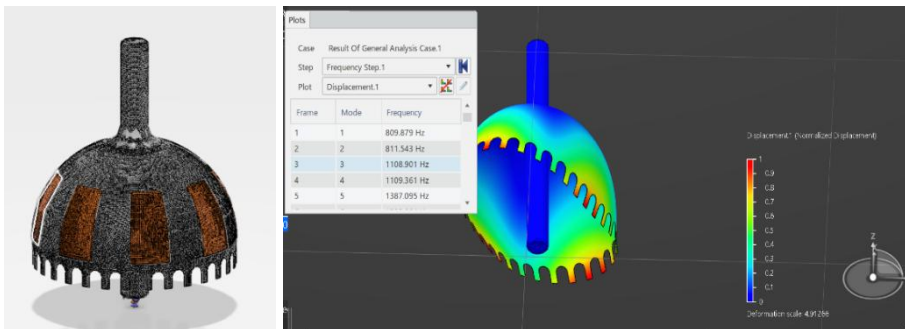 Plots
Case Result Of General Analysis Case.1
Step Frequency Step.1
Plot Displacement.1
Frame Mode Frequency
1 1 809.879 Hz
2 2 811.543 Hz
3 3 1108.901 Hz
4 4 1109.361 Hz
5 5 1387.095 Hz
Displacement.1 (Normalized Displacement)
1
0.9
0.8
0.7
0.6
0.5
0.4
0.3
0.2
0.1
0
Deformation scale: 4.91288
Z